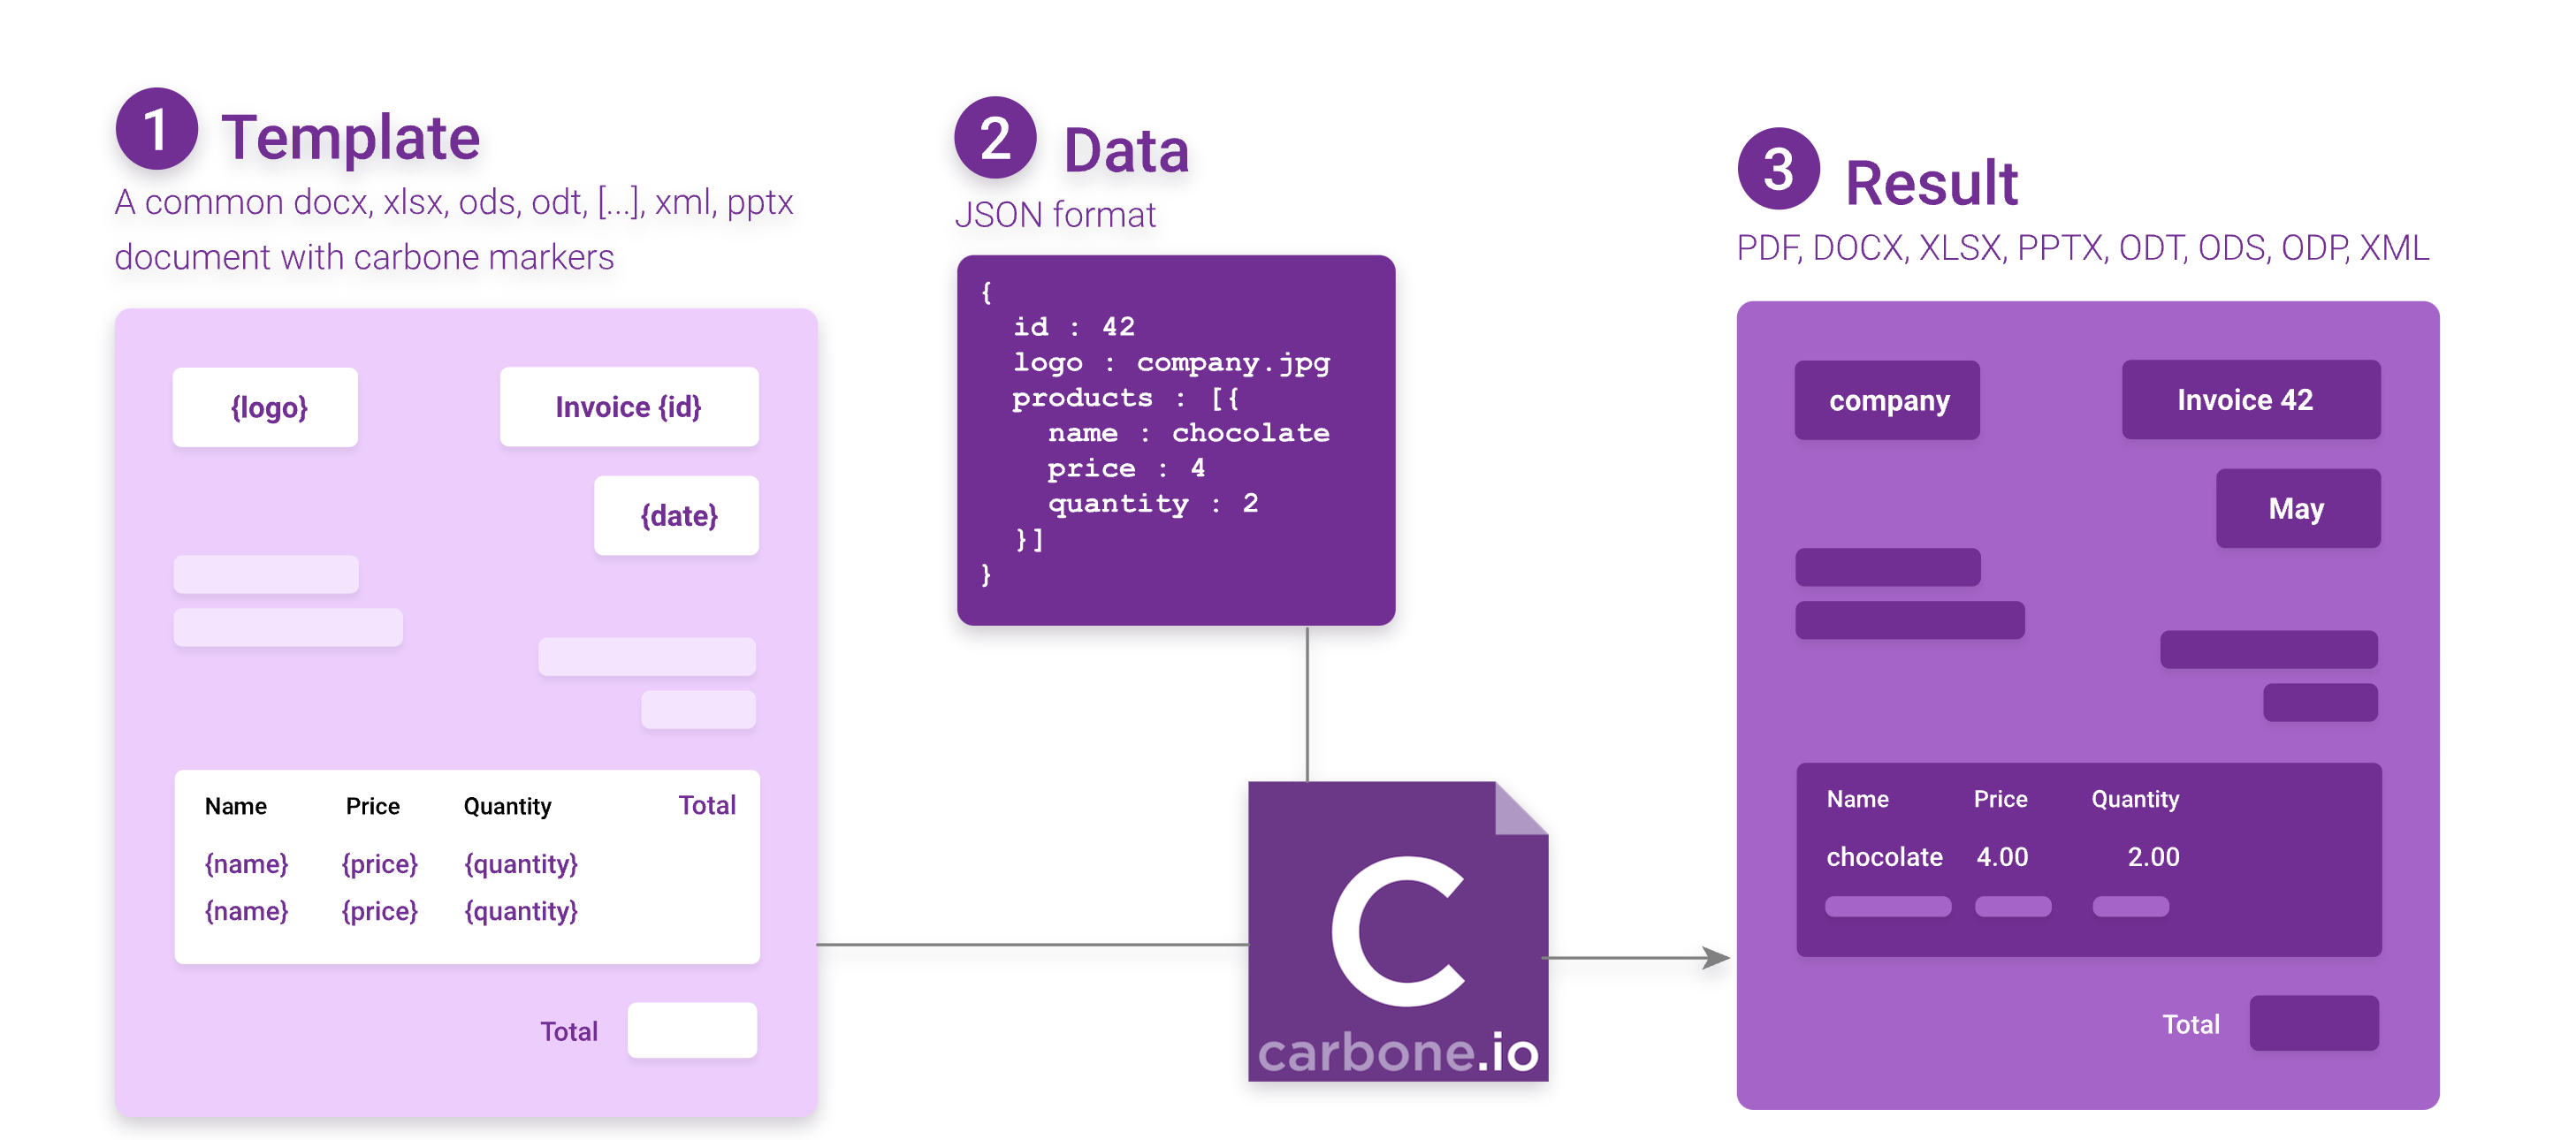 1 Template
A common docx, xlsx, ods, odt, [...], xml, pptx
document with carbone markers
{logo}
Invoice {id}
{date}
Name Price Quantity Total
{name} {price} {quantity}
{name} {price} {quantity}
Total
2 Data
JSON format
{
id : 42
logo : company.jpg
products : [{
name : chocolate
price : 4
quantity : 2
}]
}
C
carbone.io
3 Result
PDF, DOCX, XLSX, PPTX, ODT, ODS, ODP, XML
company
Invoice 42
May
Name Price Quantity
chocolate 4.00 2.00
Total